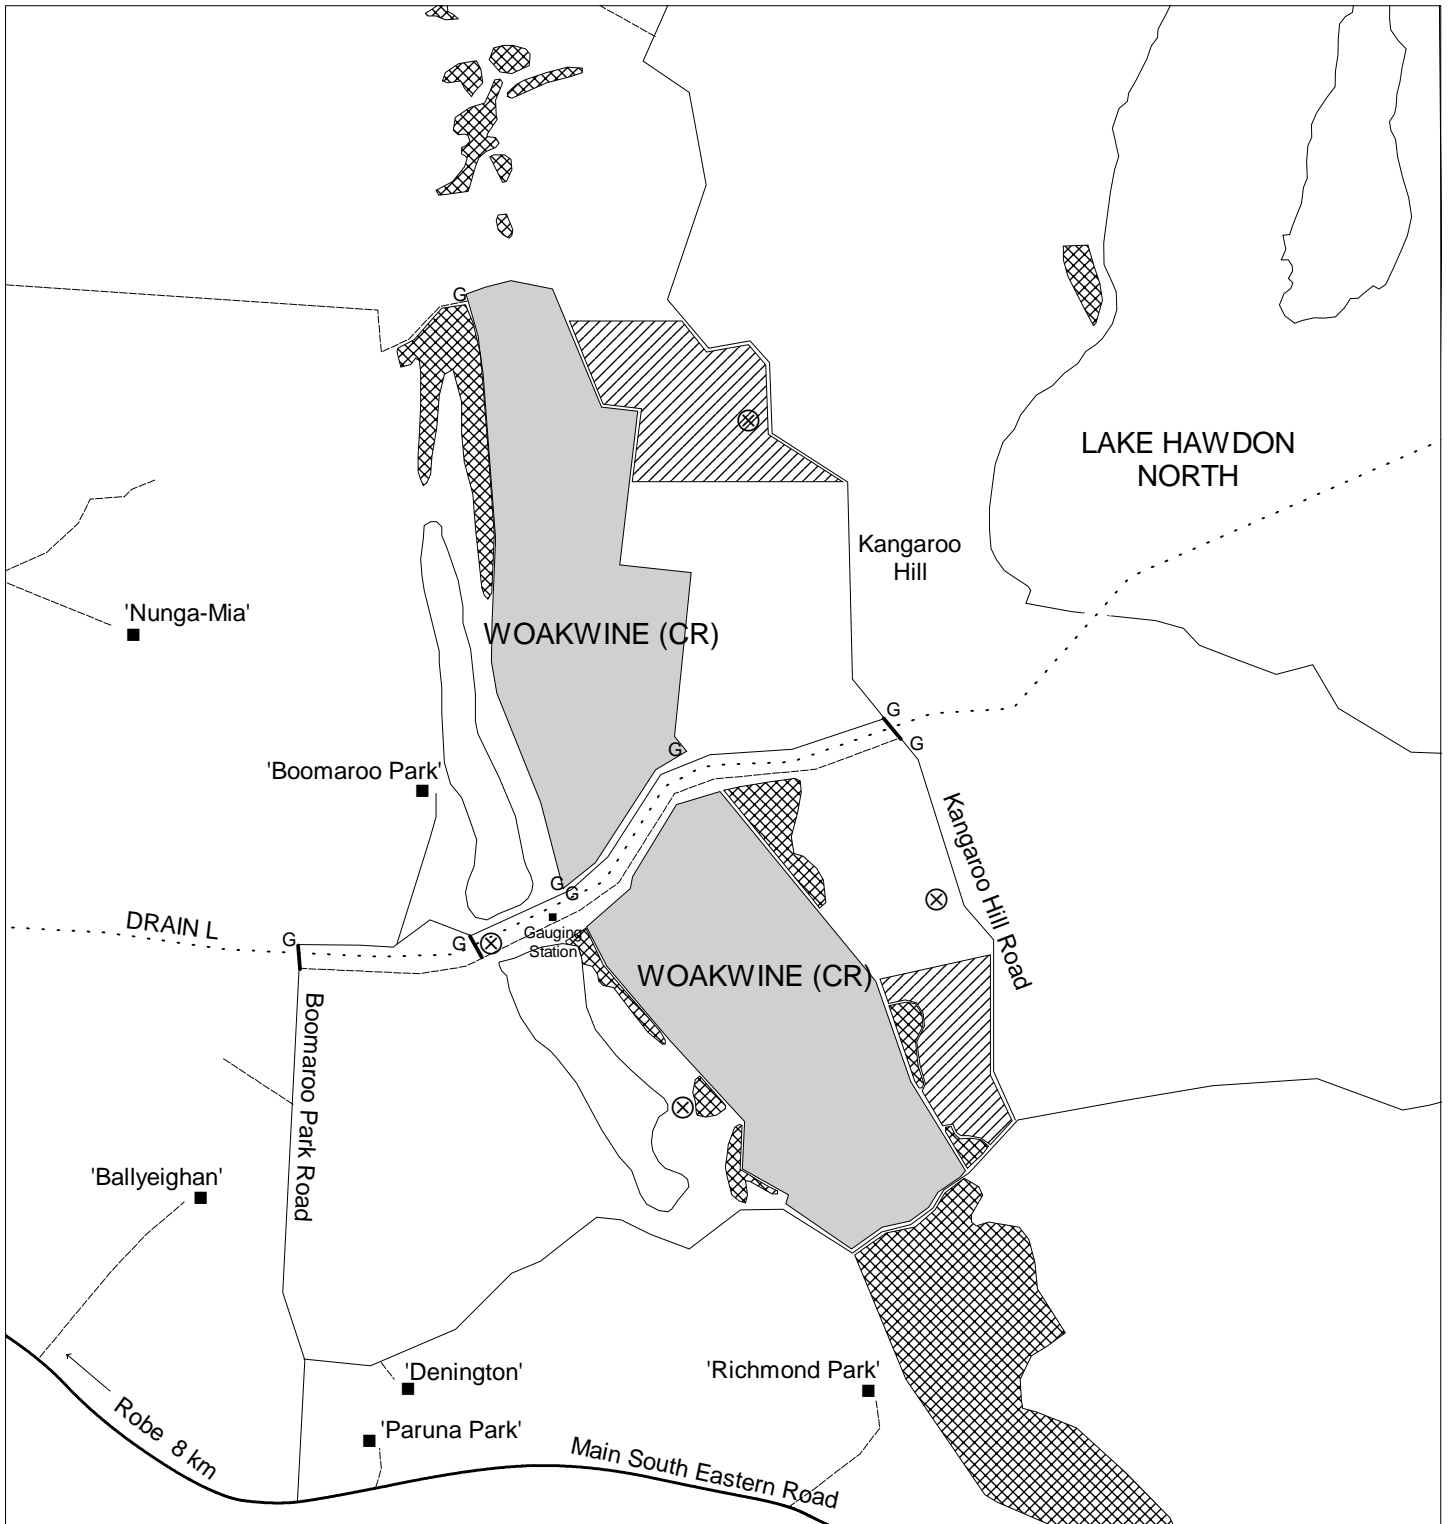 G
LAKE HAWDON
NORTH
Kangaroo
Hill
'Nunga-Mia'
WOAKWINE (CR)
G
G
G
'Boomaroo Park'
Kangaroo Hill Road
G
G
DRAIN L
G
G
Gauging
Station
WOAKWINE (CR)
Boomaroo Park Road
'Ballyeighan'
'Denington'
'Richmond Park'
Robe 8 km
'Paruna Park'
Main South Eastern Road